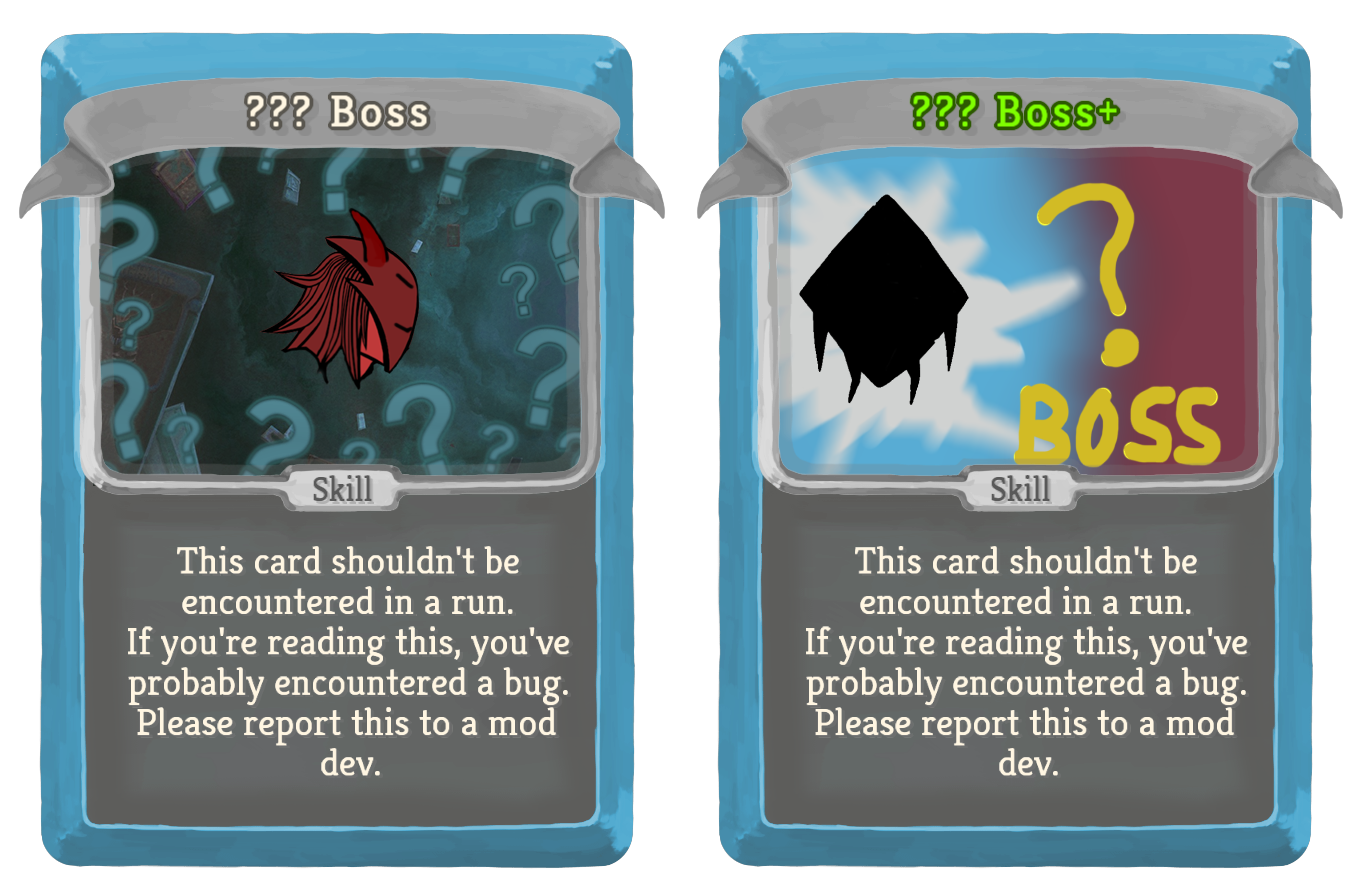 ??? Boss
Skill
This card shouldn't be
encountered in a run.
If you're reading this, you've
probably encountered a bug.
Please report this to a mod
dev.
??? Boss+
?
BOSS
Skill
This card shouldn't be
encountered in a run.
If you're reading this, you've
probably encountered a bug.
Please report this to a mod
dev.